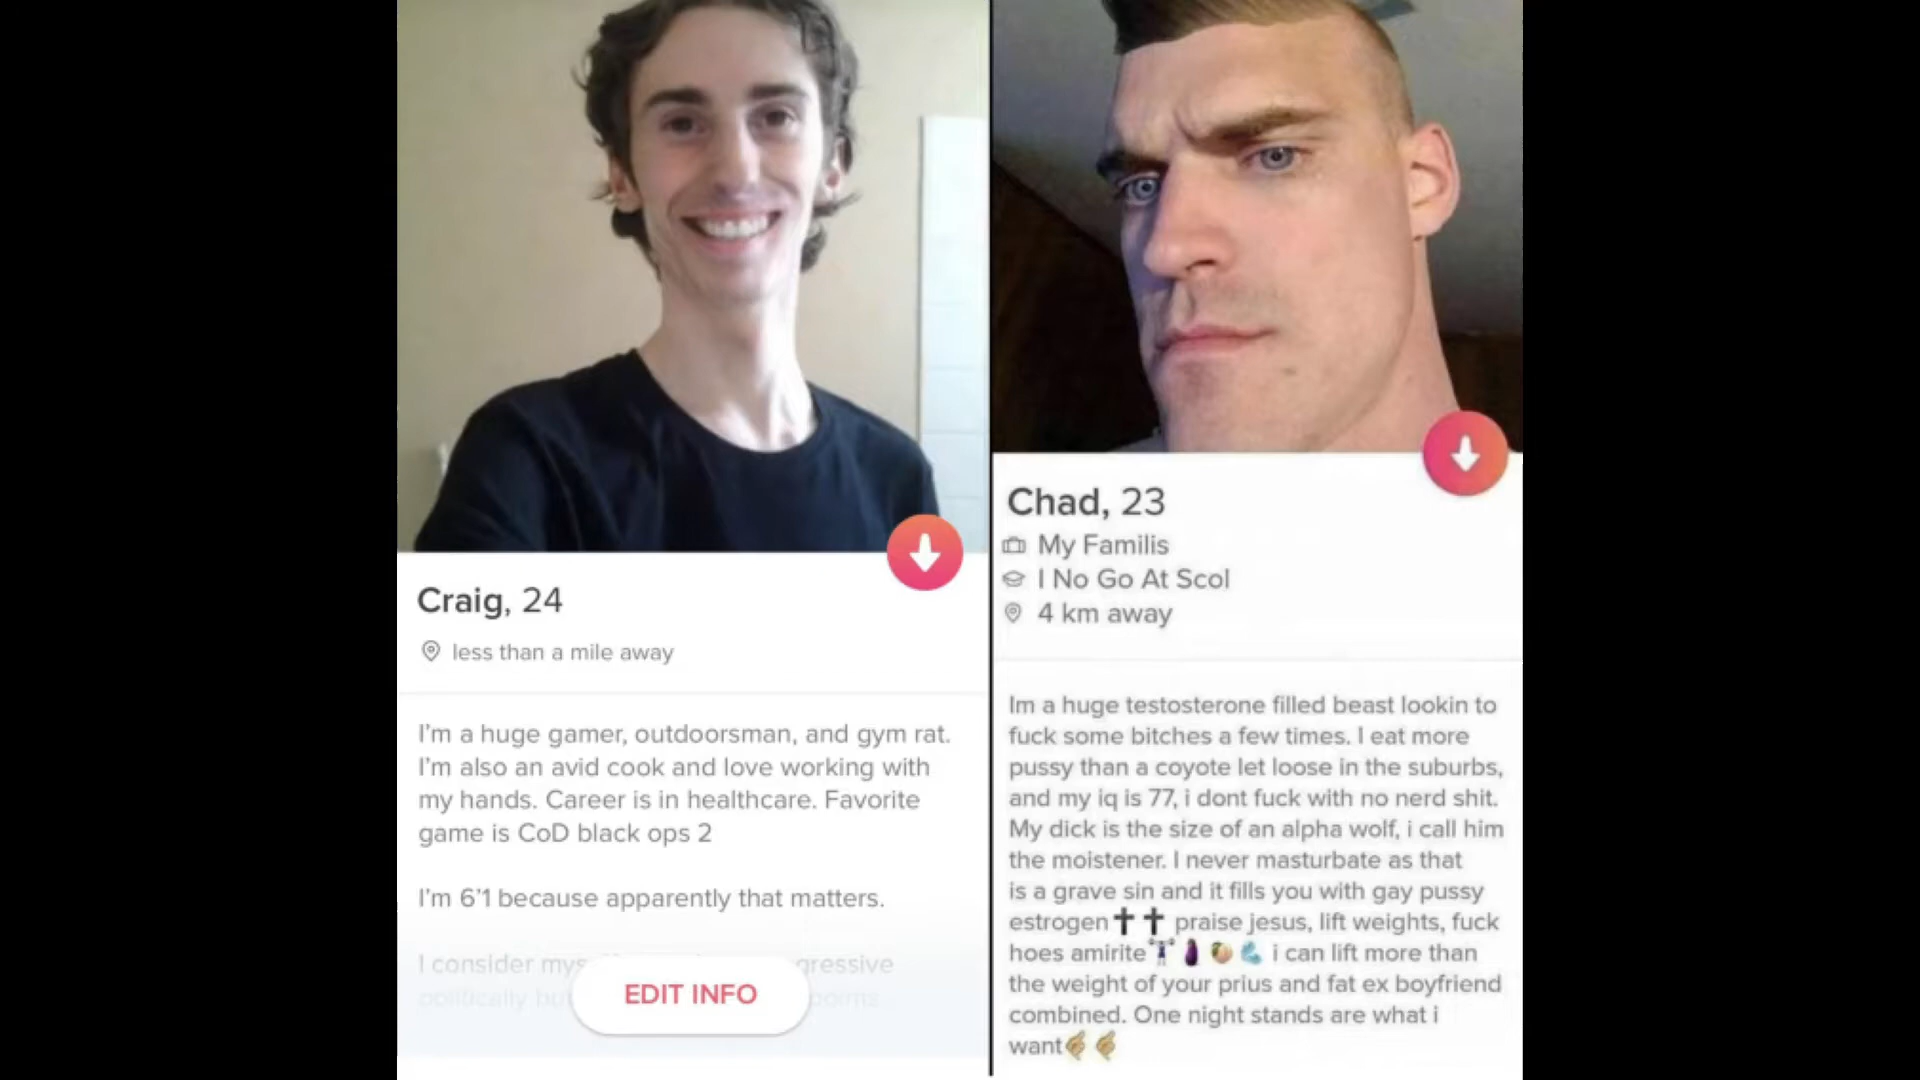 Craig, 24
less than a mile away
I'm a huge gamer, outdoorsman, and gym rat.
I'm also an avid cook and love working with
my hands. Career is in healthcare. Favorite
game is CoD black ops 2
I'm 6'1 because apparently that matters.
I consider
politically
EDIT INFO
Chad, 23
My Familis
I No Go At Scol
4 km away
Im a huge testosterone filled beast lookin to
fuck some bitches a few times. I eat more
pussy than a coyote let loose in the suburbs,
and my iq is 77, i dont fuck with no nerd shit.
My dick is the size of an alpha wolf, i call him
the moistener. I never masturbate as that
is a grave sin and it fills you with gay pussy
estrogen✝✝ praise jesus, lift weights, fuck
hoes amirite🏋🍆🍑💪 i can lift more than
the weight of your prius and fat ex boyfriend
combined. One night stands are what i
want🤙🤙